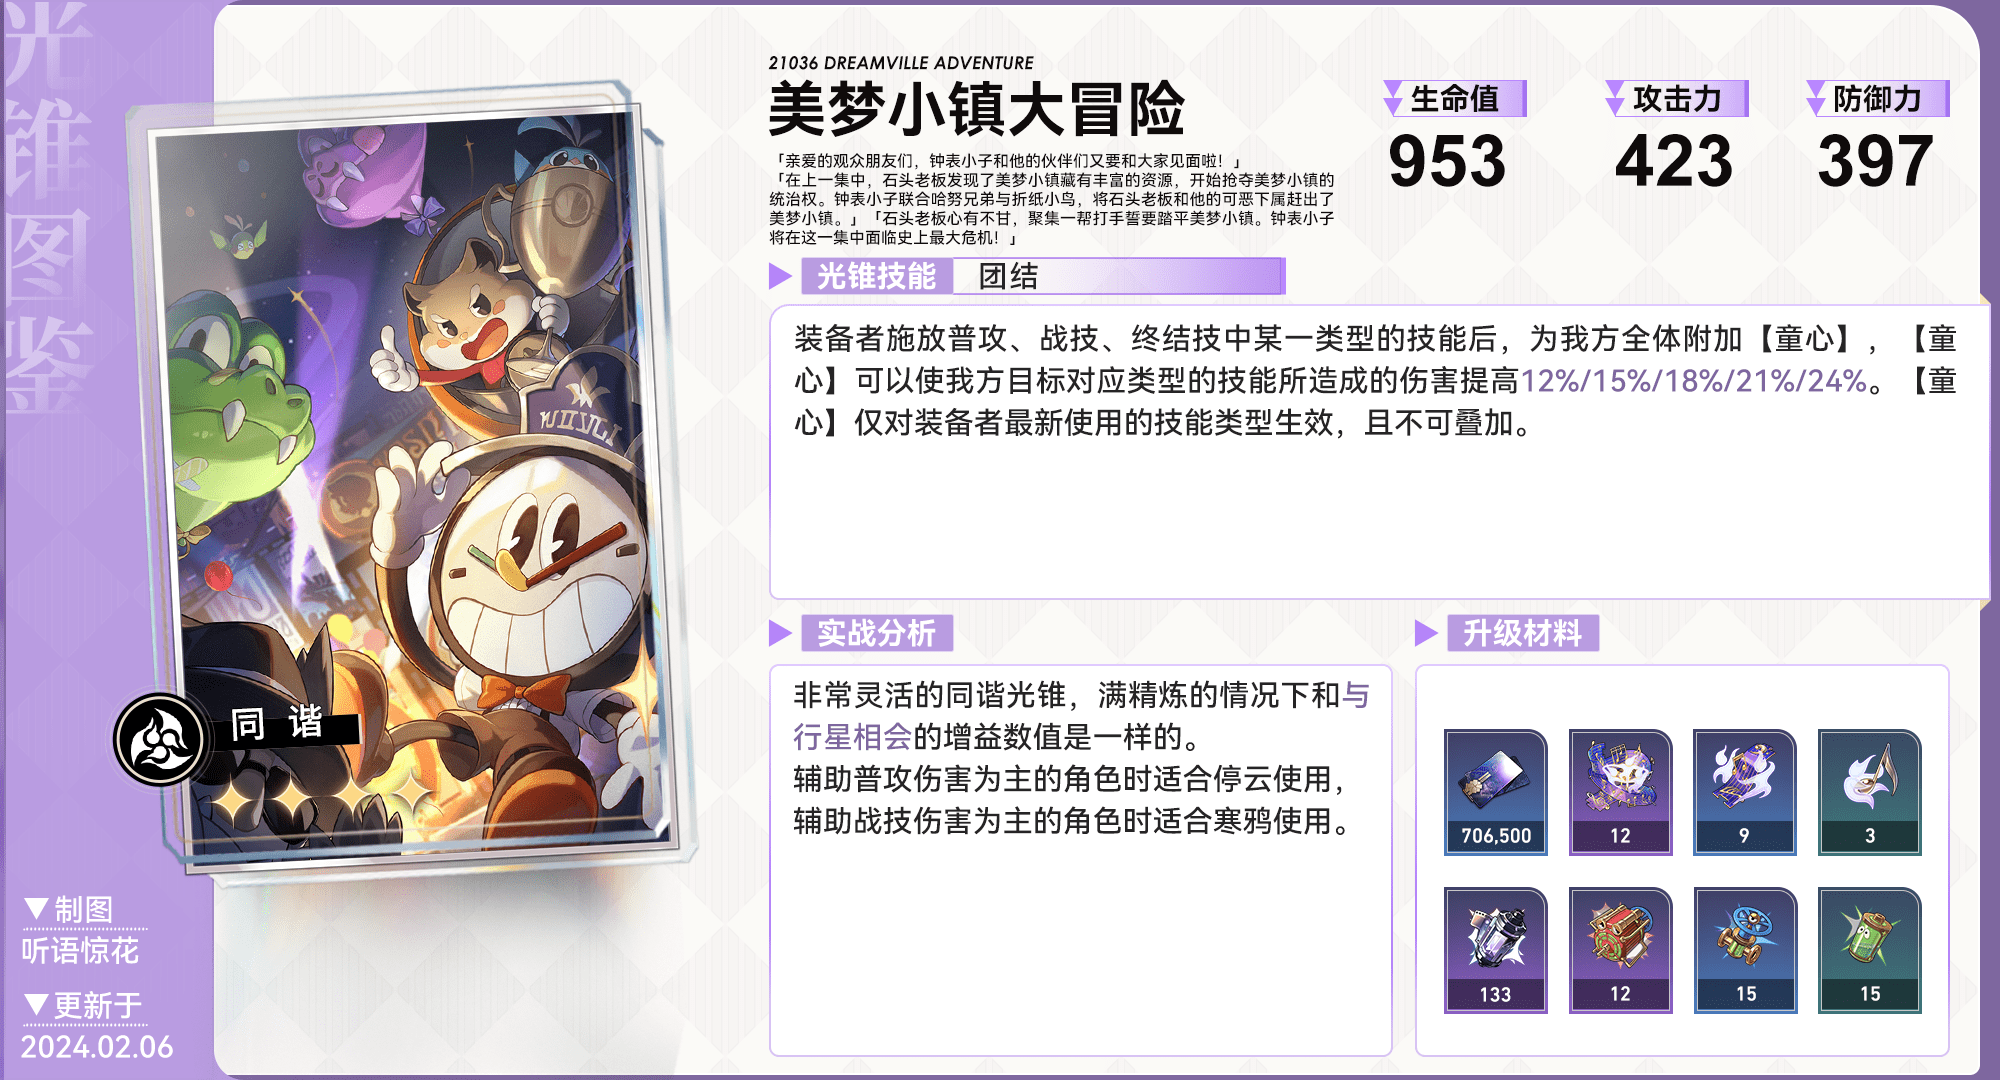 光锥图鉴
21036 DREAMVILLE ADVENTURE
美梦小镇大冒险
生命值
953
攻击力
423
防御力
397
「亲爱的观众朋友们，钟表小子和他的伙伴们又要和大家见面啦！」
「在上一集中，石头老板发现了美梦小镇藏有丰富的资源，开始抢夺美梦小镇的
统治权。钟表小子联合哈努兄弟与折纸小鸟，将石头老板和他的可恶下属赶出了
美梦小镇。」「石头老板心有不甘，聚集一帮打手誓要踏平美梦小镇。钟表小子
将在这一集中面临史上最大危机！」
光锥技能
团结
装备者施放普攻、战技、终结技中某一类型的技能后，为我方全体附加【童心】，【童
心】可以使我方目标对应类型的技能所造成的伤害提高12%/15%/18%/21%/24%。【童
心】仅对装备者最新使用的技能类型生效，且不可叠加。
实战分析
非常灵活的同谐光锥，满精炼的情况下和与
行星相会的增益数值是一样的。
辅助普攻伤害为主的角色时适合停云使用，
辅助战技伤害为主的角色时适合寒鸦使用。
升级材料
706,500
12
9
3
133
12
15
15
同谐
▼制图
听语惊花
▼更新于
2024.02.06